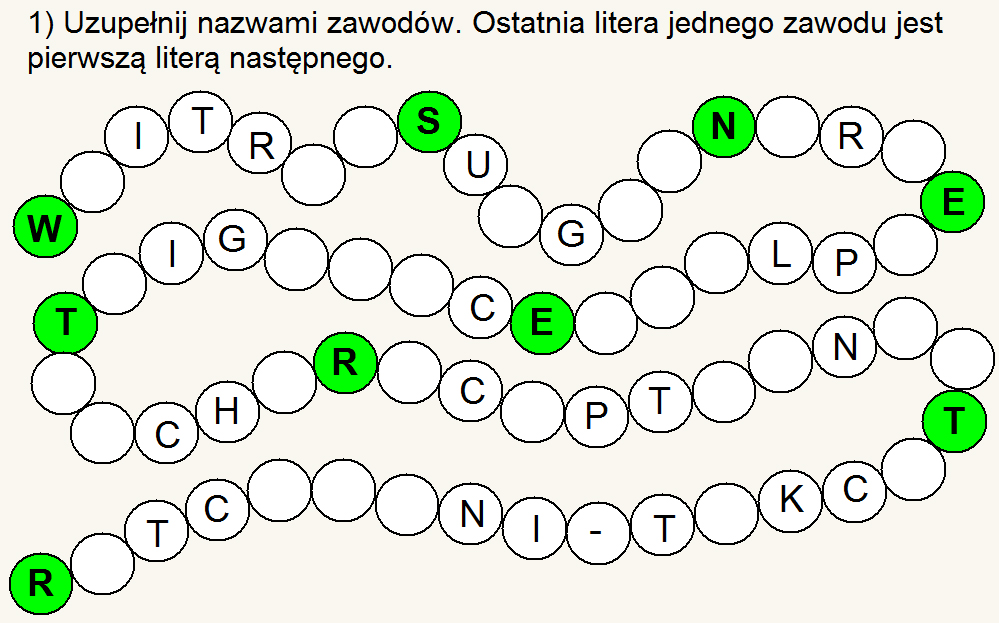 1) Uzupełnij nazwami zawodów. Ostatnia litera jednego zawodu jest
pierwszą literą następnego.
W I T R S U G N R E
P L E C G I T
C H R C P T N T
C K T - I N C T R